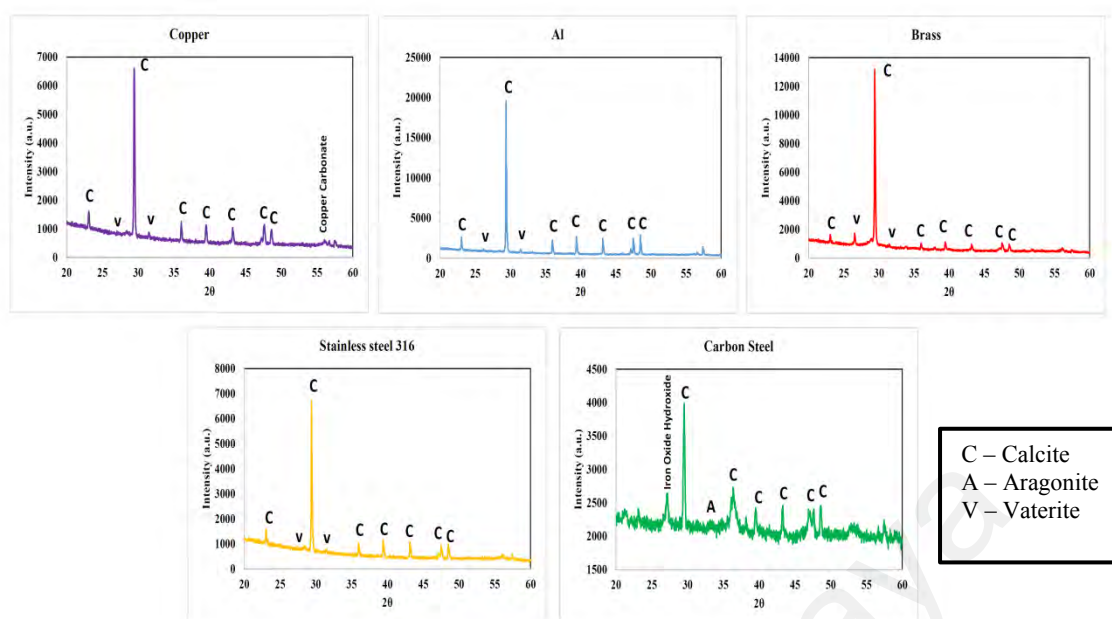 Copper
7000
6000
5000
4000
3000
2000
1000
0
Intensity (a.u.)
C
C
v
v
C
C
C
C
C
Copper Carbonate
20 25 30 35 40 45 50 55 60
2θ
Al
25000
20000
15000
10000
5000
0
Intensity (a.u.)
C
C
v
v
C
C
C
C
C
20 25 30 35 40 45 50 55 60
2θ
Brass
14000
12000
10000
8000
6000
4000
2000
0
Intensity (a.u.)
C
C
v
v
C
C
C
C
C
20 25 30 35 40 45 50 55 60
2θ
Stainless steel 316
8000
7000
6000
5000
4000
3000
2000
1000
0
Intensity (a.u.)
C
C
v
v
C
C
C
C
C
20 25 30 35 40 45 50 55 60
2θ
Carbon Steel
4500
4000
3500
3000
2500
2000
1500
Intensity (a.u.)
Iron Oxide Hydroxide
C
A
C
C
C
C
C
20 25 30 35 40 45 50 55 60
2θ
C – Calcite
A – Aragonite
V – Vaterite